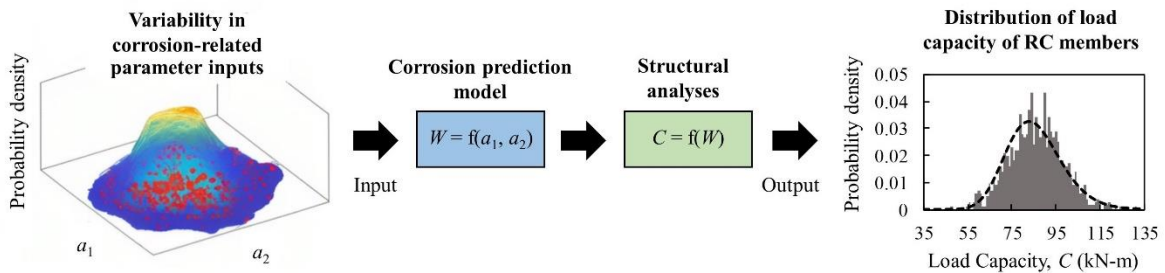 Variability in
corrosion-related
parameter inputs
Probability density
a1
a2
Input
Corrosion prediction
model
W = f(a1, a2)
Structural
analyses
C = f(W)
Output
Distribution of load
capacity of RC members
Probability density
0.05
0.04
0.03
0.02
0.01
0
35 55 75 95 115 135
Load Capacity, C (kN-m)